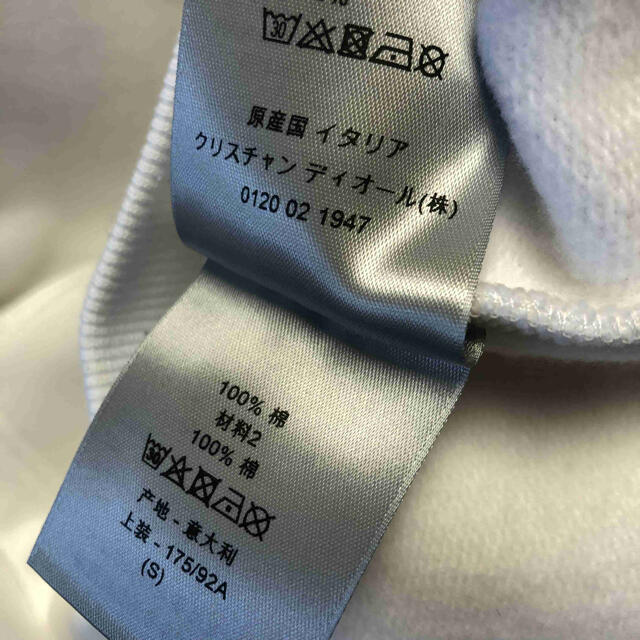 原産国 イタリア
クリスチャン ディオール(株)
0120 02 1947
100% 棉
材料2
100% 棉
产地 - 意大利
上装 - 175/92A
(S)